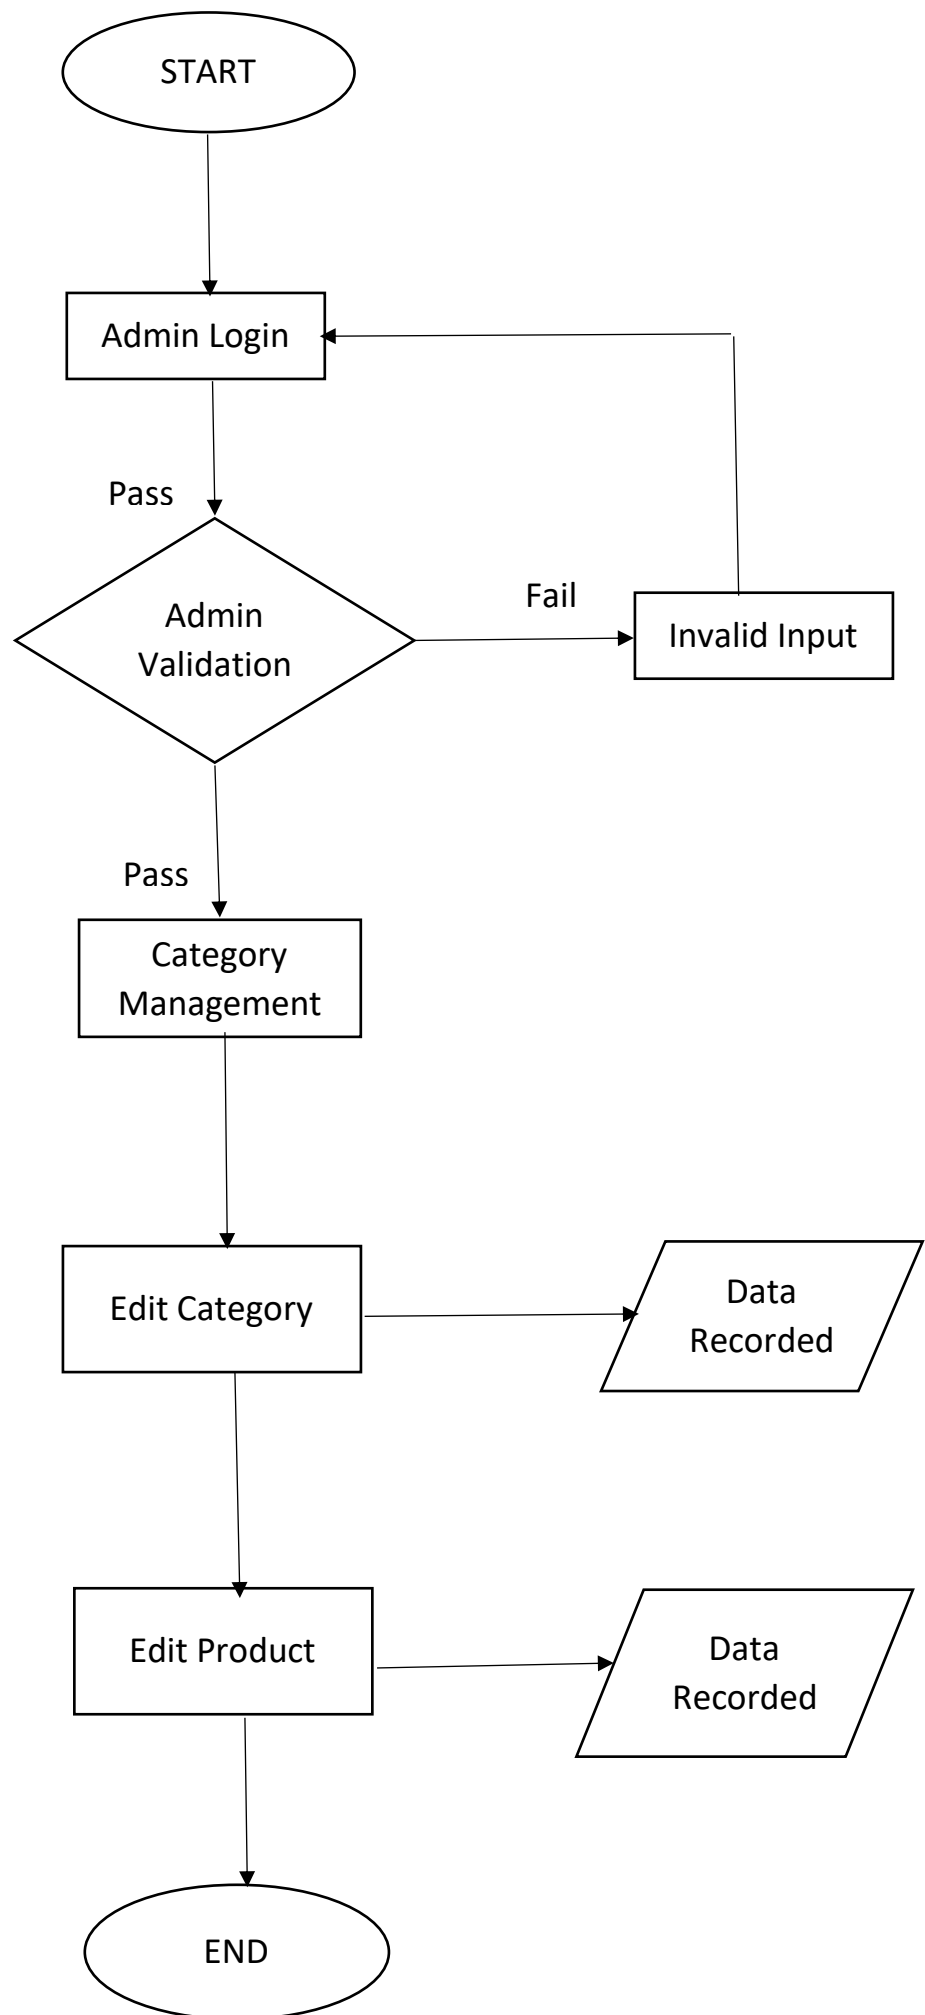 START
Admin Login
Pass
Admin
Validation
Fail
Invalid Input
Pass
Category
Management
Edit Category
Data
Recorded
Edit Product
Data
Recorded
END